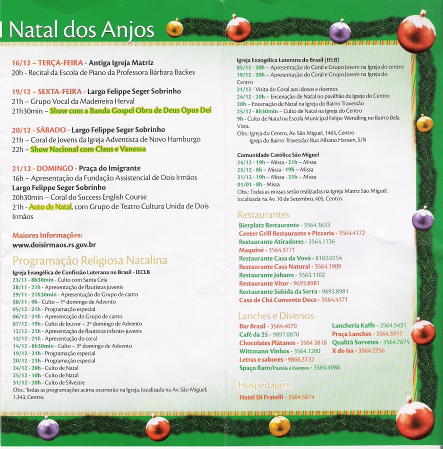 l Natal dos Anjos
16/12 – TERÇA-FEIRA - Antiga Igreja Matriz
20h - Recital da Escola de Piano da Professora Bárbara Backes
19/12 – SEXTA-FEIRA - Largo Felippe Seger Sobrinho
21h – Grupo Vocal da Madeireira Herval
21h30min – Show com a Banda Gospel Obra de Deus Opus Dei
20/12 – SÁBADO - Largo Felippe Seger Sobrinho
21h – Coral de Jovens da Igreja Adventista de Novo Hamburgo
22h – Show Nacional com Claus e Vanessa
21/12 – DOMINGO - Praça do Imigrante
16h – Apresentação da Fundação Assistencial de Dois Irmãos
Largo Felippe Seger Sobrinho
20h30min – Coral do Success English Course
21h - Auto de Natal, com Grupo de Teatro Cultura Unida de Dois
Irmãos
Maiores Informações:
www.doisirmaos.rs.gov.br
Programação Religiosa Natalina
Igreja Evangélica de Confissão Luterana no Brasil - IECLB
23/11 - 8h30min - Culto com Santa Ceia
28/11 - 21h - Apresentação de flautistas juvenis
29/11 - 21h30min - Apresentação do Grupo de canto
30/11 - 9h - Culto – 1º domingo de Advento
05/12 - 21h - Programação especial
06/12 - 21h - Apresentação do Grupo de canto
07/12 - 19h - Culto de louvor – 2º domingo de Advento
12/12 - 21h - Apresentação de flautistas infanto-juvenis
13/12 - 21h - Apresentação do coral
14/12 - 8h30min - Culto – 3º domingo de Advento
19/12 - 21h - Programação especial
20/12 - 21h - Programação especial
24/12 - 20h - Culto de Natal
25/12 - 10h - Culto de Natal
31/12 - 20h - Culto de Silvestre
Obs.: Todas as programações acima ocorrerão na Igreja, localizada na Av. São Miguel,
1.343, Centro.
Igreja Evangélica Luterana do Brasil (IELB)
05/12 - 20h – Apresentação do Coral e Grupo Jovem na Igreja do centro
19/12 - 20h – Apresentação do Coral e Grupo Jovem na Igreja do
Centro
21/12 - Visita do Coral aos idosos e doentes
24/12 - 20h – Encenação de Natal no pavilhão da Igreja do Centro
20h – Encenação de Natal na Igreja do Bairro Travessão
25/12 - 8h30min – Culto de Natal na Igreja do Bairro Travessão
9h - Culto de Natal na Escola Municipal Felipe Wendling no Bairro Bela
Vista.
Obs.: Igreja do Centro, Av. São Miguel, 1465, Centro
Igreja do Bairro Travessão: Rua Albano Hansen, S/N
Comunidade Católica São Miguel
24/12 - 19h – Missa - 21h – Missa
25/12 - 8h – Missa - 19h – Missa
31/12 - 19h – Missa - 21h – Missa
01/01 - 8h - Missa
Obs.: Todas as missas serão realizadas na Igreja Matriz São Miguel,
localizada na Av. 10 de Setembro, 405, Centro.
Restaurantes
Bierplatz Restaurante - 3564.3633
Center Grill Restaurante e Pizzaria - 3564.4172
Restaurante Atiradores - 3564.1136
Maquiné - 3564.3771
Restaurante Casa da Vovó - 8182.0254
Restaurante Casa Natural - 3564.1909
Restaurante Johann - 3563.1102
Restaurante Vitor - 9693.8981
Restaurante Subida da Serra - 9693.8981
Casa de Chá Convento Doce - 3564.4371
Lanches e Diversos
Bar Brasil - 3564.4070
Café da 25 - 9897.0870
Chocolates Plátanos - 3564.3818
Wittmann Vinhos - 3564.1200
Letras e sabores - 9866.3132
Spaço Raro (Pastéis e Eventos) - 3564.4986
Lancheria Kaffe - 3564.5431
Praça Lanches - 3564.5917
Qualitá Sorvetes - 3564.7675
X do Isa - 3564.2256
Hospedagem
Hotel Di Fratelli - 3564.5874